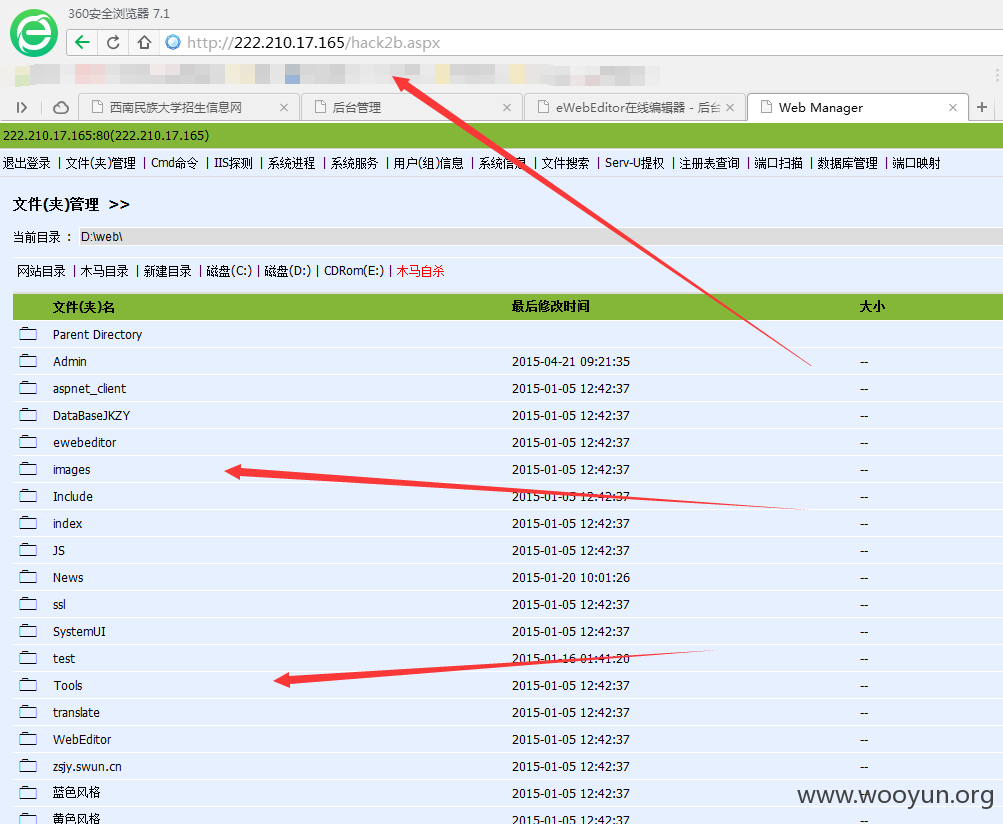 360安全浏览器 7.1
http://222.210.17.165/hack2b.aspx
西南民族大学招生信息网 × 后台管理 × eWebEditor在线编辑器 - 后台 × Web Manager × +
222.210.17.165:80(222.210.17.165)
退出登录 | 文件(夹)管理 | Cmd命令 | IIS探测 | 系统进程 | 系统服务 | 用户(组)信息 | 系统信息 | 文件搜索 | Serv-U提权 | 注册表查询 | 端口扫描 | 数据库管理 | 端口映射
文件(夹)管理 >>
当前目录 : D:\web\
网站目录 | 木马目录 | 新建目录 | 磁盘(C:) | 磁盘(D:) | CDRom(E:) | 木马自杀
文件(夹)名 最后修改时间 大小
Parent Directory
Admin 2015-04-21 09:21:35 --
aspnet_client 2015-01-05 12:42:37 --
DataBaseJKZY 2015-01-05 12:42:37 --
ewebeditor 2015-01-05 12:42:37 --
images 2015-01-05 12:42:37 --
Include 2015-01-05 12:42:37 --
index 2015-01-05 12:42:37 --
JS 2015-01-05 12:42:37 --
News 2015-01-20 10:01:26 --
ssl 2015-01-05 12:42:37 --
SystemUI 2015-01-05 12:42:37 --
test 2015-01-16 01:41:20 --
Tools 2015-01-05 12:42:37 --
translate 2015-01-05 12:42:37 --
WebEditor 2015-01-05 12:42:37 --
zsjy.swun.cn 2015-01-05 12:42:37 --
蓝色风格 2015-01-05 12:42:37 --
黄色风格 2015-01-05 12:42:37 --
www.wooyun.org